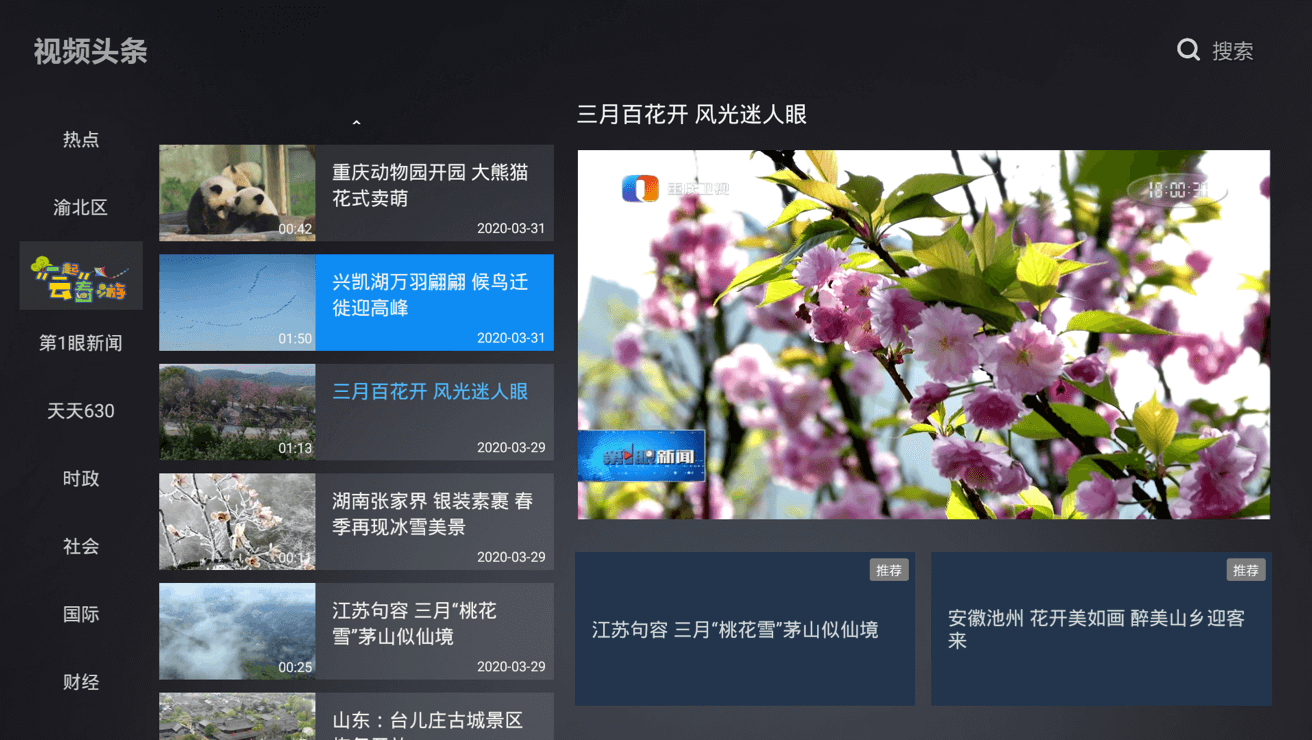 视频头条
搜索
热点
渝北区
"一起"
云春游
第1眼新闻
天天630
时政
社会
国际
财经
重庆动物园开园 大熊猫
花式卖萌
00:42
2020-03-31
兴凯湖万羽翩翩 候鸟迁
徙迎高峰
01:50
2020-03-31
三月百花开 风光迷人眼
01:13
2020-03-29
湖南张家界 银装素裹 春
季再现冰雪美景
00:11
2020-03-29
江苏句容 三月“桃花
雪”茅山似仙境
00:25
2020-03-29
山东：台儿庄古城景区
三月百花开 风光迷人眼
重庆卫视
第1眼新闻
推荐
江苏句容 三月“桃花雪”茅山似仙境
推荐
安徽池州 花开美如画 醉美山乡迎客
来